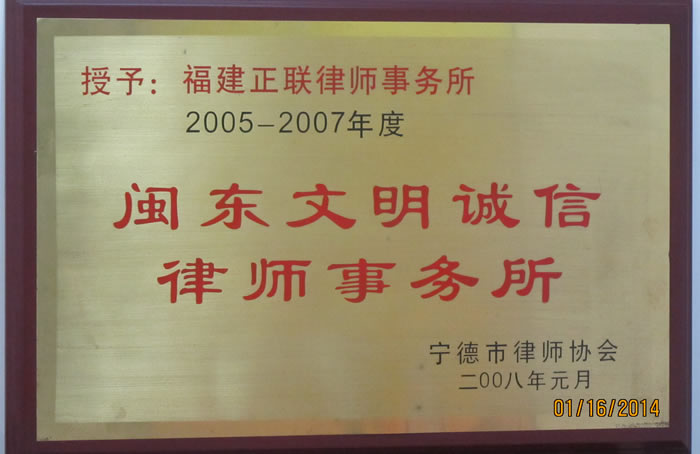 授予：福建正联律师事务所
2005-2007年度
闽东文明诚信
律师事务所
宁德市律师协会
二00八年元月
01/16/2014